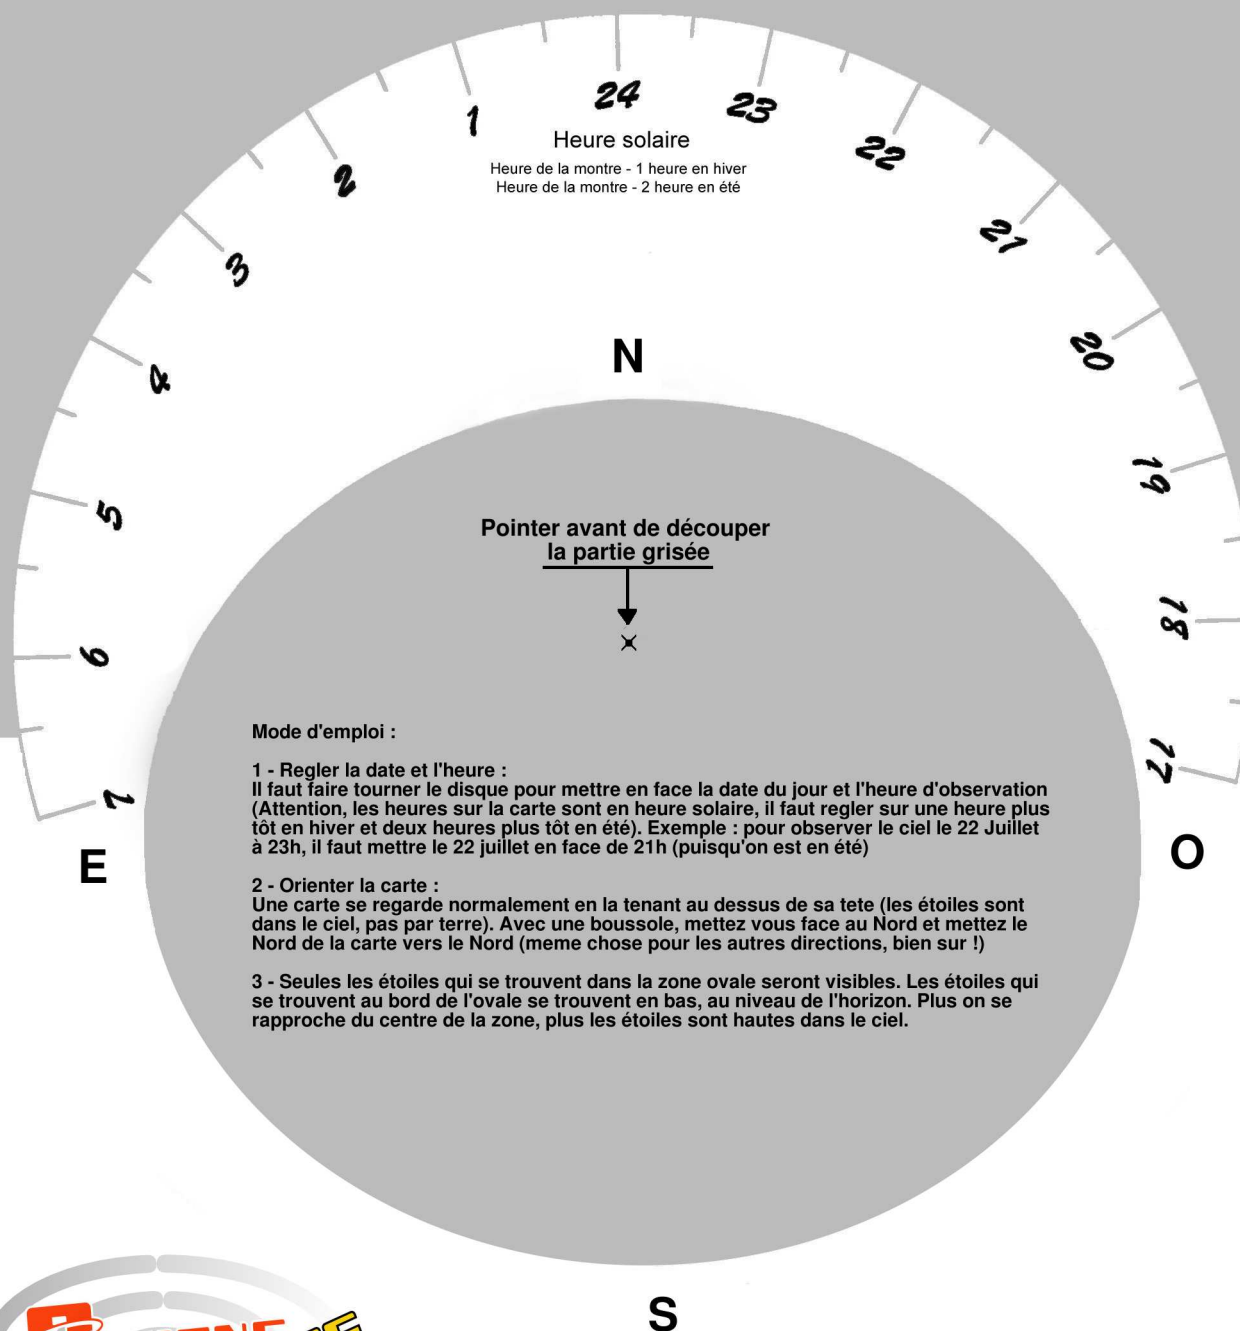 24
1
23
Heure solaire
22
Heure de la montre - 1 heure en hiver
Heure de la montre - 2 heure en été
2
21
3
N
20
4
19
5
Pointer avant de découper
la partie grisée
18
6
Mode d'emploi :
1 - Regler la date et l'heure :
Il faut faire tourner le disque pour mettre en face la date du jour et l'heure d'observation
(Attention, les heures sur la carte sont en heure solaire, il faut regler sur une heure plus
tôt en hiver et deux heures plus tôt en été). Exemple : pour observer le ciel le 22 Juillet
à 23h, il faut mettre le 22 juillet en face de 21h (puisqu'on est en été)
17
7
E
O
2 - Orienter la carte :
Une carte se regarde normalement en la tenant au dessus de sa tete (les étoiles sont
dans le ciel, pas par terre). Avec une boussole, mettez vous face au Nord et mettez le
Nord de la carte vers le Nord (meme chose pour les autres directions, bien sur !)
3 - Seules les étoiles qui se trouvent dans la zone ovale seront visibles. Les étoiles qui
se trouvent au bord de l'ovale se trouvent en bas, au niveau de l'horizon. Plus on se
rapproche du centre de la zone, plus les étoiles sont hautes dans le ciel.
S